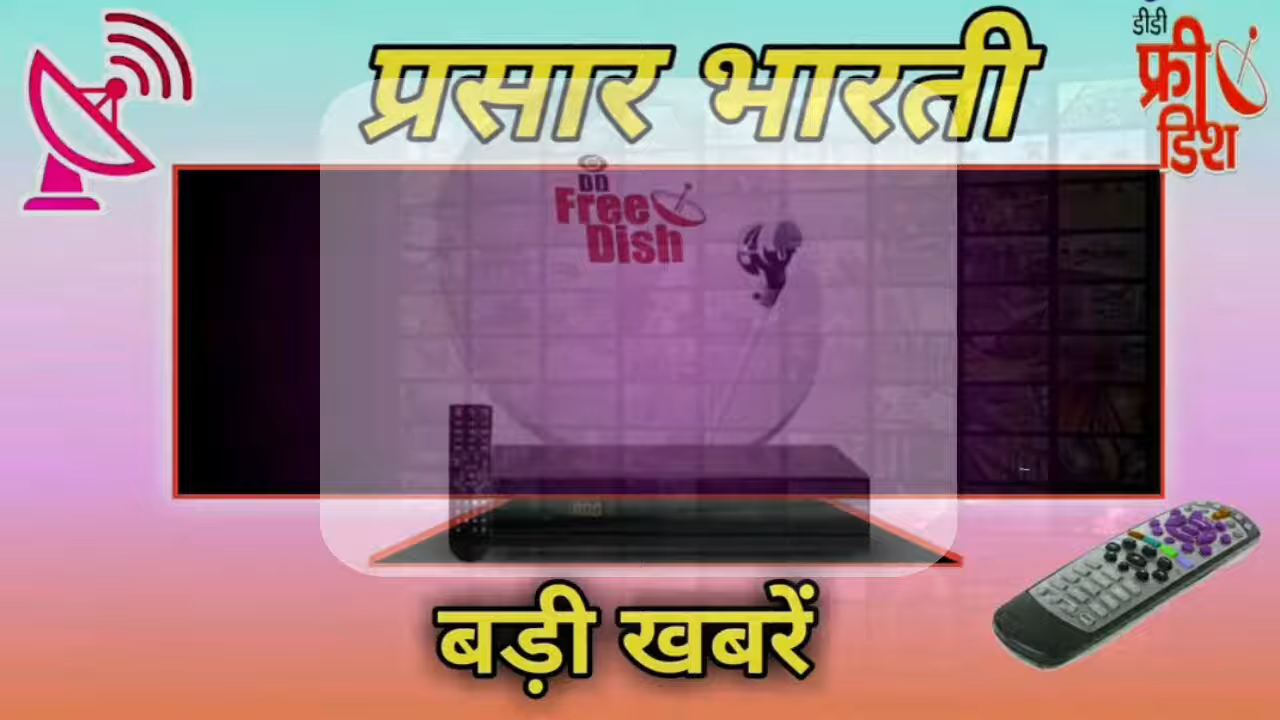 प्रसार भारती
डीडी
फ्री
डिश
DD
Free
Dish
बड़ी खबरें